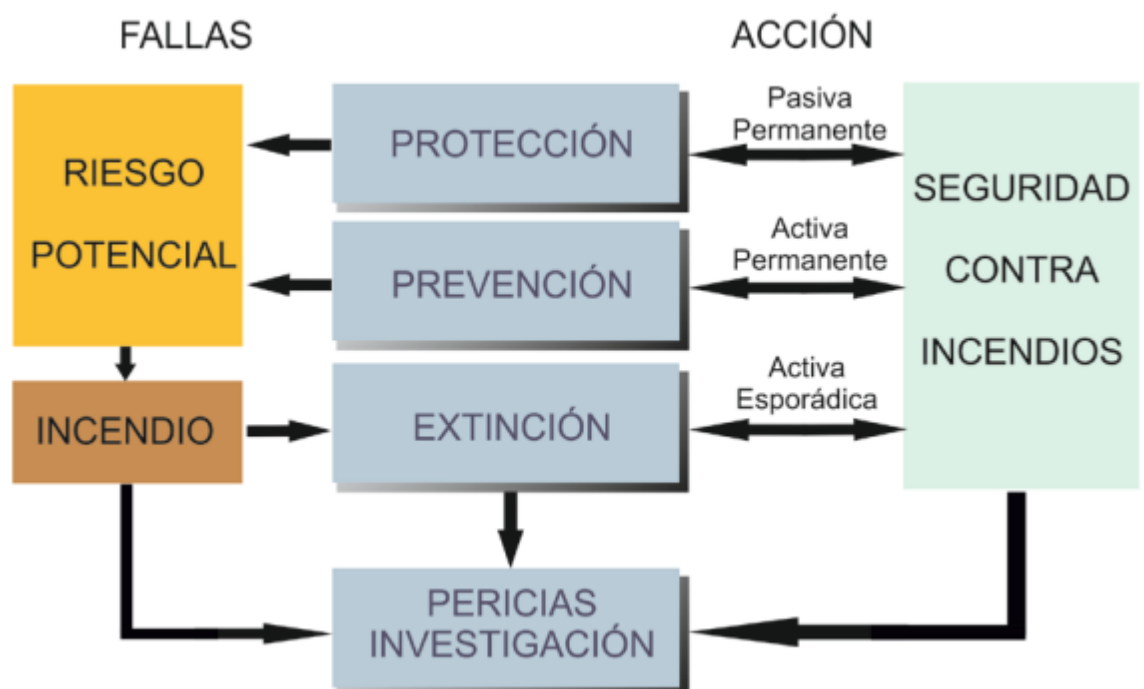 FALLAS
ACCIÓN
RIESGO
POTENCIAL
PROTECCIÓN
Pasiva
Permanente
SEGURIDAD
CONTRA
INCENDIOS
PREVENCIÓN
Activa
Permanente
INCENDIO
EXTINCIÓN
Activa
Esporádica
PERICIAS
INVESTIGACIÓN